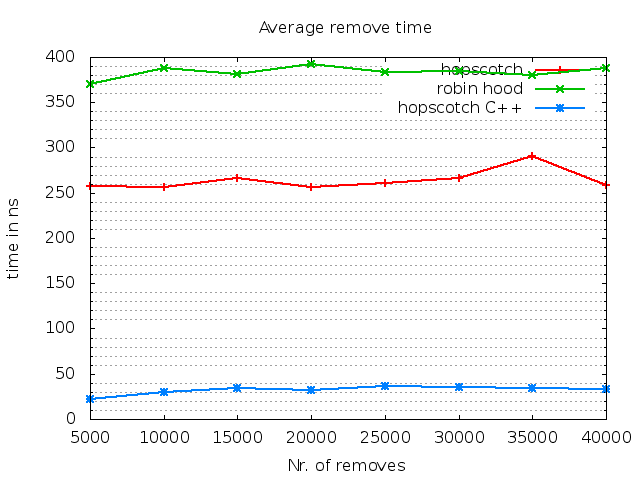 Average remove time
400
350
300
250
200
150
100
50
0
time in ns
hopscotch
robin hood
hopscotch C++
5000 10000 15000 20000 25000 30000 35000 40000
Nr. of removes